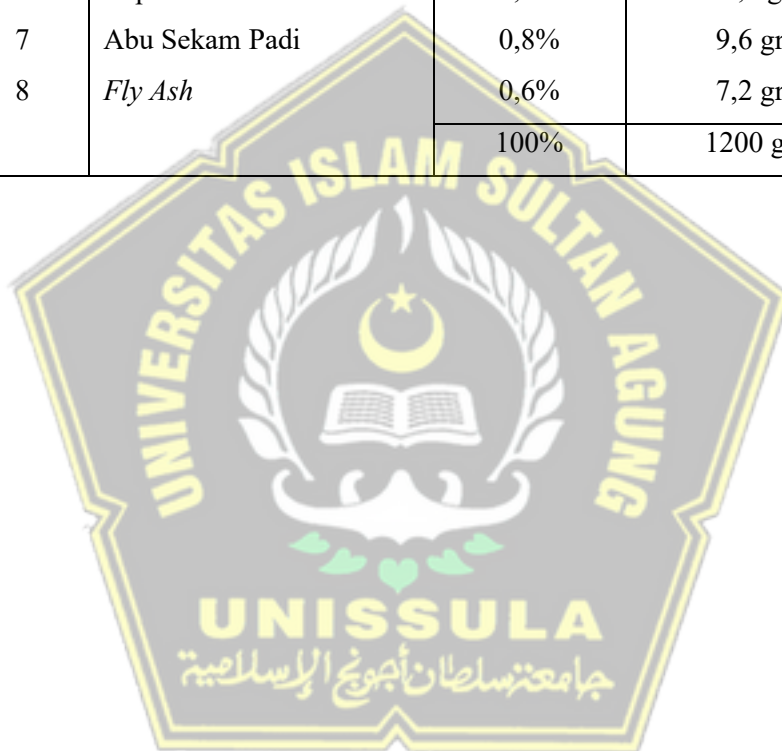 7 Abu Sekam Padi 0,8% 9,6 gr
8 Fly Ash 0,6% 7,2 gr
100% 1200 g
UNIVERSITAS ISLAM SULTAN AGUNG
UNISSULA
جامعة سلطان أجونج الإسلامية